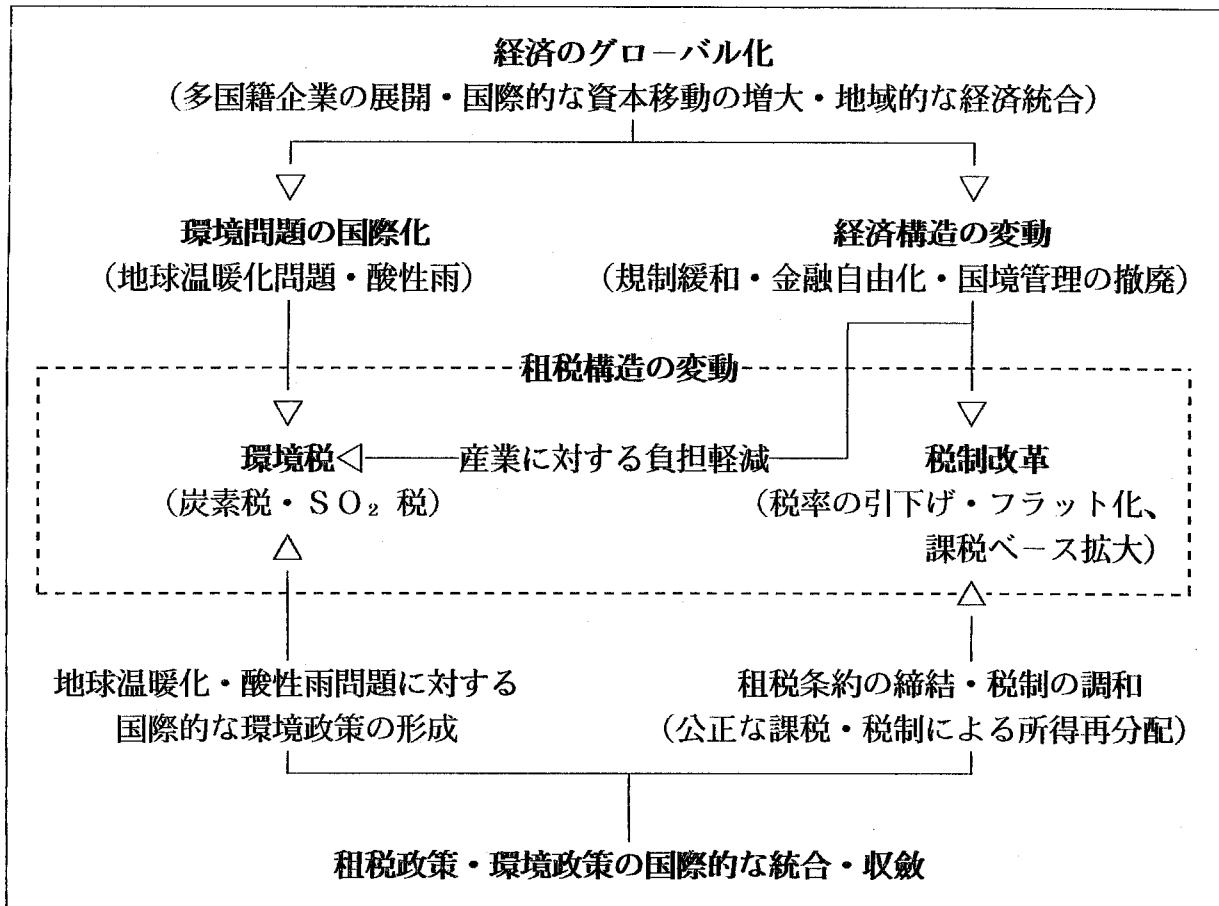 経済のグローバル化
（多国籍企業の展開・国際的な資本移動の増大・地域的な経済統合）
環境問題の国際化
（地球温暖化問題・酸性雨）
経済構造の変動
（規制緩和・金融自由化・国境管理の撤廃）
租税構造の変動
環境税
産業に対する負担軽減
税制改革
（炭素税・ＳＯ₂ 税）
（税率の引下げ・フラット化、
課税ベース拡大）
地球温暖化・酸性雨問題に対する
国際的な環境政策の形成
租税条約の締結・税制の調和
（公正な課税・税制による所得再分配）
租税政策・環境政策の国際的な統合・収斂